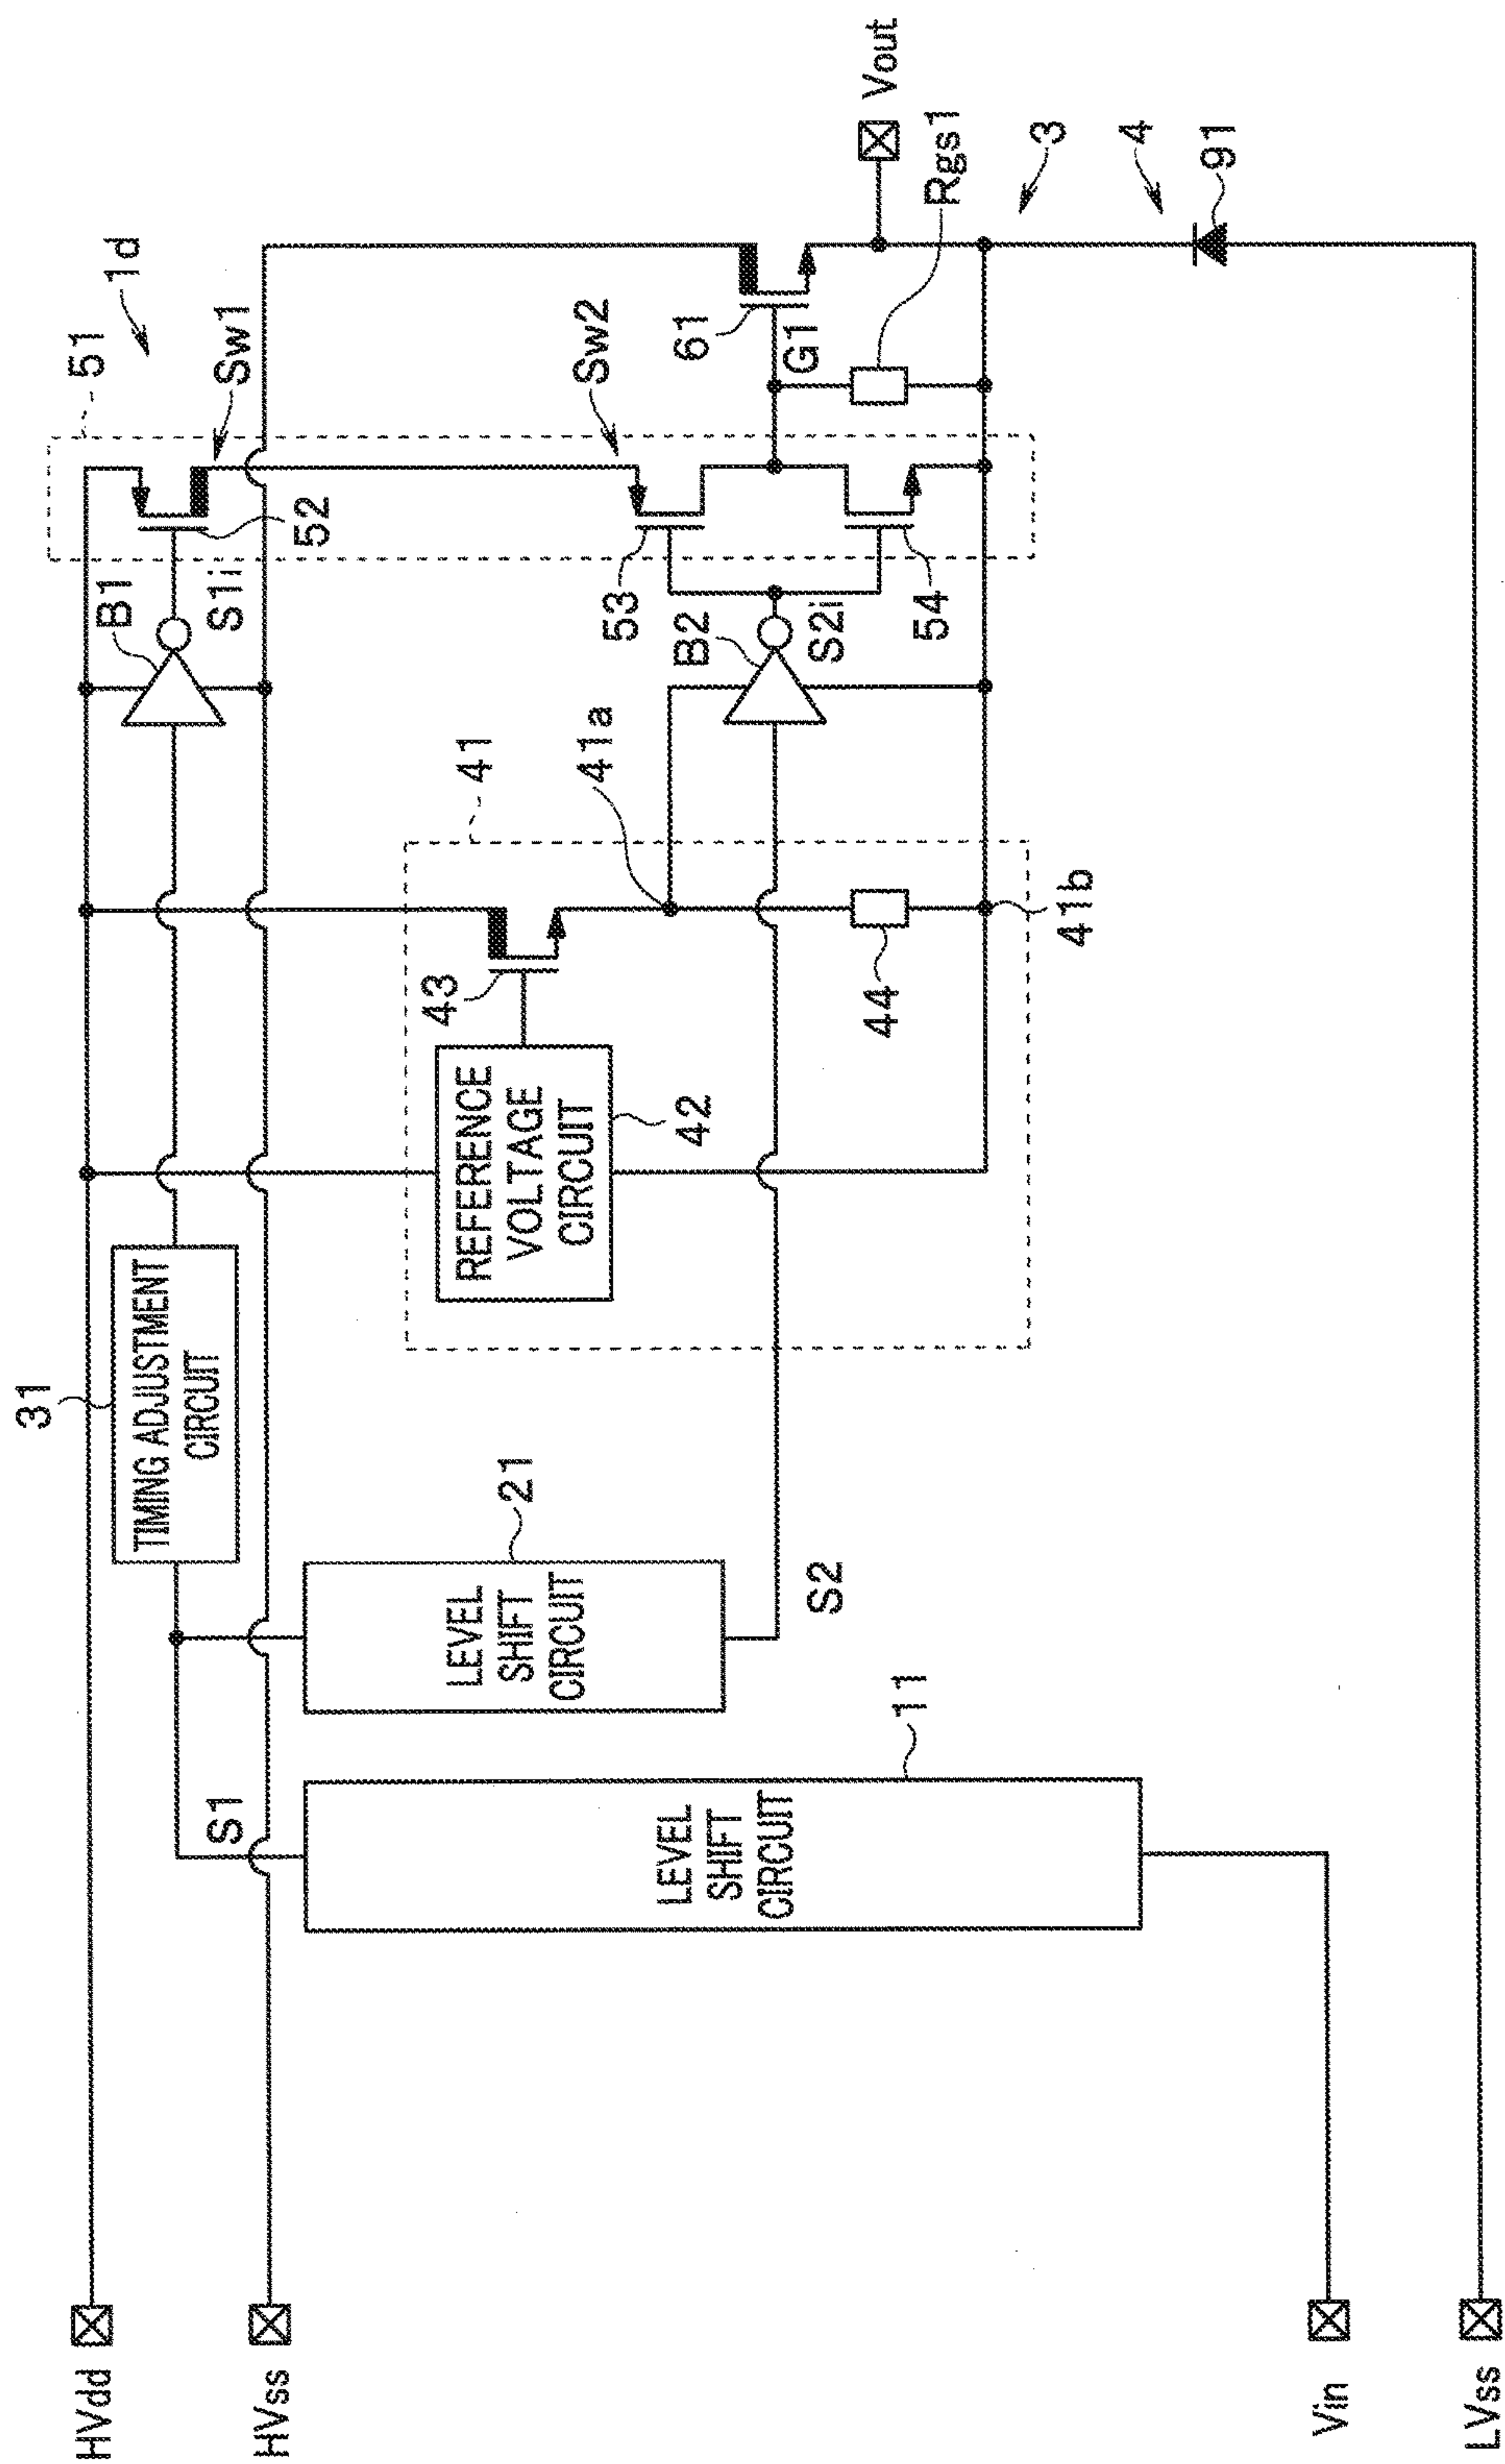 1d
51
Sw1
52
B1
S1i
31
TIMING ADJUSTMENT
CIRCUIT
S1
HVdd
HVss
Sw2
53
54
B2
S2i
41
41a
43
REFERENCE
VOLTAGE
CIRCUIT
42
44
41b
LEVEL
SHIFT
CIRCUIT
21
S2
LEVEL
SHIFT
CIRCUIT
11
61
G1
Rgs1
Vout
3
4
91
Vin
LVss